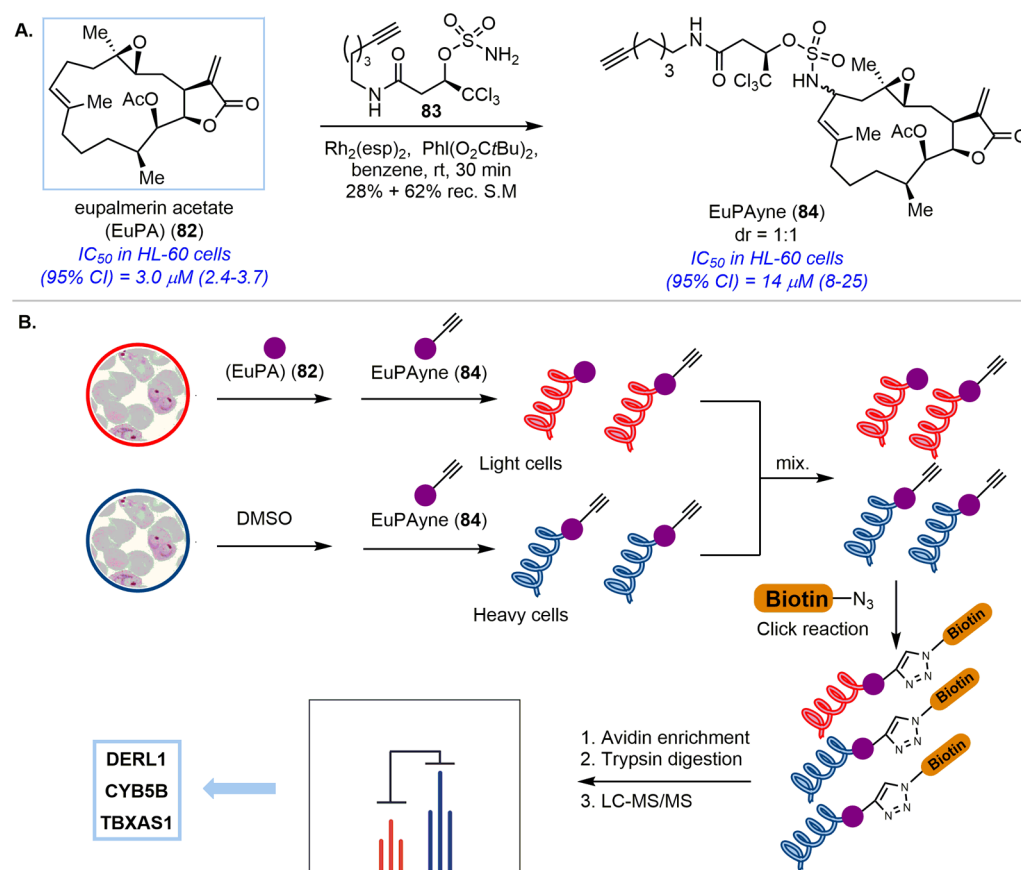 A.
Me
O
Me
AcO
O
O
Me
eupalmerin acetate
(EuPA) (82)
IC50 in HL-60 cells
(95% CI) = 3.0 µM (2.4-3.7)
3
O
O
S
O
NH2
O
N
H
CCl3
83
Rh2(esp)2, PhI(O2CtBu)2,
benzene, rt, 30 min
28% + 62% rec. S.M
3
H
N
O
O
Cl3C
O
S
O
HN
Me
O
Me
AcO
O
O
Me
EuPAyne (84)
dr = 1:1
IC50 in HL-60 cells
(95% CI) = 14 µM (8-25)
B.
(EuPA) (82)
EuPAyne (84)
Light cells
DMSO
EuPAyne (84)
Heavy cells
mix.
Biotin N3
Click reaction
Biotin
N
N
N
Biotin
N
N
N
Biotin
N
N
N
1. Avidin enrichment
2. Trypsin digestion
3. LC-MS/MS
DERL1
CYB5B
TBXAS1